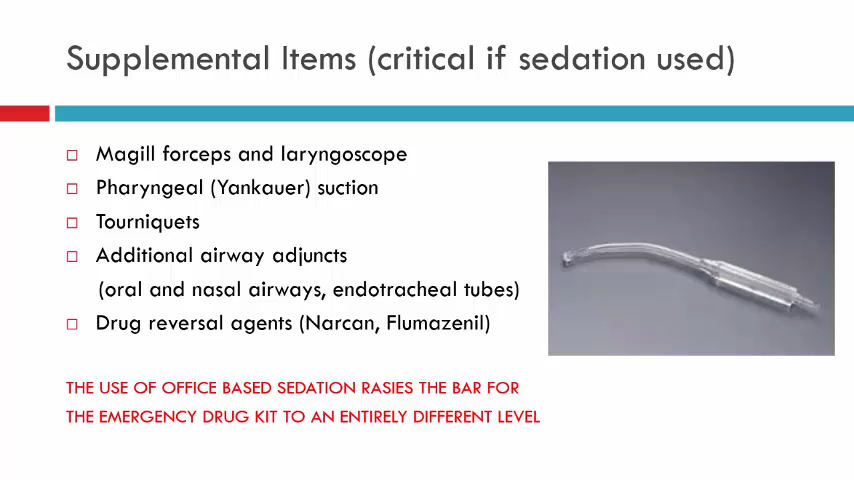 Supplemental Items (critical if sedation used)
Magill forceps and laryngoscope
Pharyngeal (Yankauer) suction
Tourniquets
Additional airway adjuncts
(oral and nasal airways, endotracheal tubes)
Drug reversal agents (Narcan, Flumazenil)
THE USE OF OFFICE BASED SEDATION RASIES THE BAR FOR
THE EMERGENCY DRUG KIT TO AN ENTIRELY DIFFERENT LEVEL